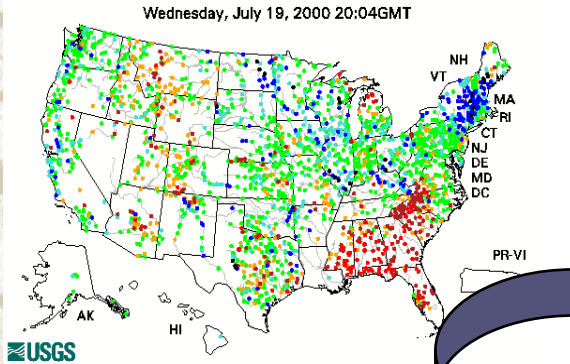 Wednesday, July 19, 2000 20:04GMT
NH
VT
MA
RI
CT
NJ
DE
MD
DC
PR-VI
AK
HI
USGS